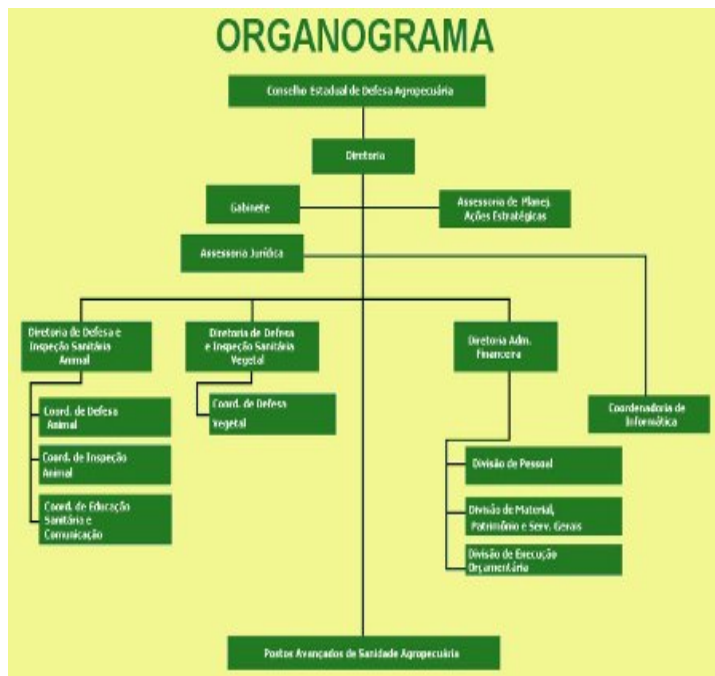 ORGANOGRAMA
Conselho Estadual de Defesa Agropecuária
Diretoria
Gabinete
Assessoria de Planej.
Ações Estratégicas
Assessoria Jurídica
Diretoria de Defesa e
Inspeção Sanitária
Animal
Diretoria de Defesa
e Inspeção Sanitária
Vegetal
Diretoria Adm.
Financeira
Coord. de Defesa
Animal
Coord. de Inspeção
Animal
Coord. de Educação
Sanitária e
Comunicação
Coord. de Defesa
Vegetal
Coordenadoria de
Informática
Divisão de Pessoal
Divisão de Material,
Patrimônio e Serv. Gerais
Divisão de Execução
Orçamentária
Postos Avançados de Sanidade Agropecuária